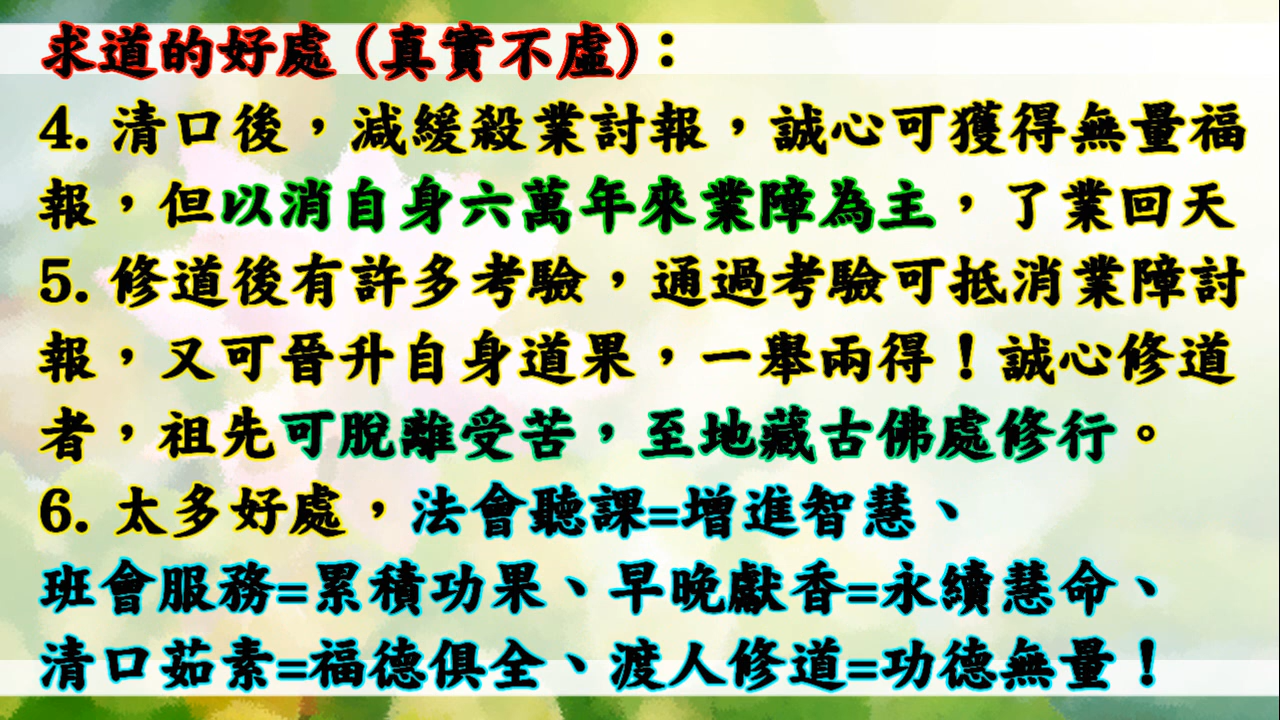 求道的好處(真實不虛)：
4. 清口後，減緩殺業討報，誠心可獲得無量福
報，但以消自身六萬年來業障為主，了業回天
5. 修道後有許多考驗，通過考驗可抵消業障討
報，又可晉升自身道果，一舉兩得！誠心修道
者，祖先可脫離受苦，至地藏古佛處修行。
6. 太多好處，法會聽課=增進智慧、
班會服務=累積功果、早晚獻香=永續慧命、
清口茹素=福德俱全、渡人修道=功德無量！